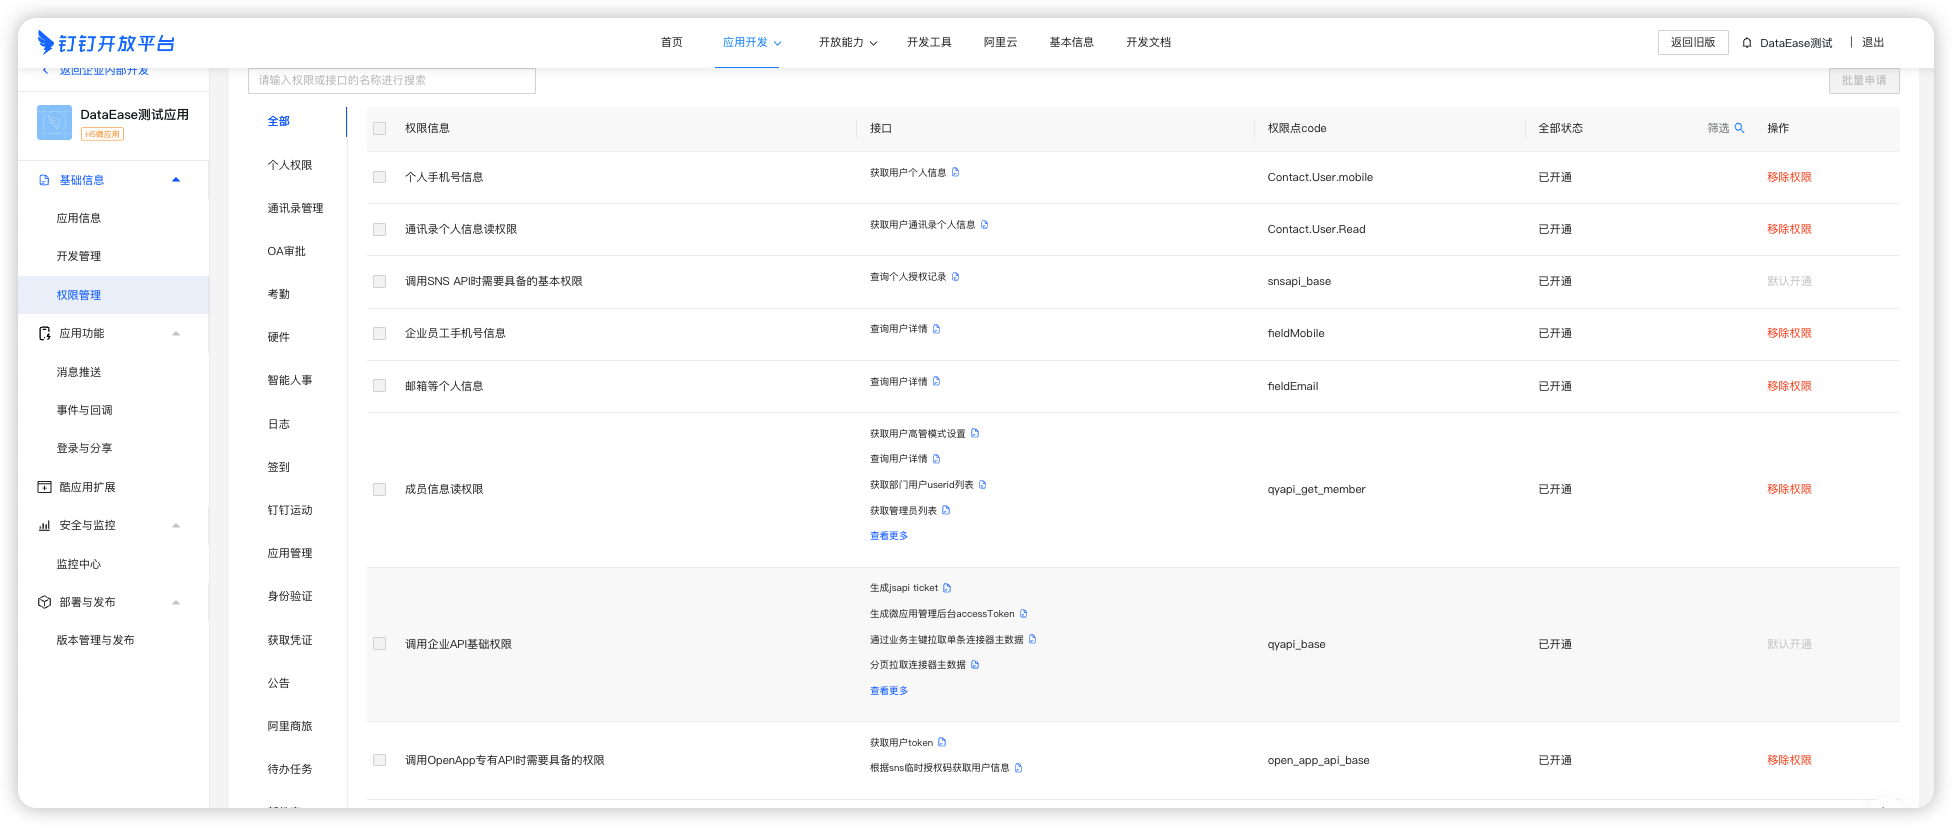 钉钉开放平台
首页
应用开发
开放能力
开发工具
阿里云
基本信息
开发文档
返回旧版
DataEase测试
退出
返回企业内部开发
DataEase测试应用
H5微应用
基础信息
应用信息
开发管理
权限管理
应用功能
消息推送
事件与回调
登录与分享
酷应用扩展
安全与监控
监控中心
部署与发布
版本管理与发布
请输入权限或接口的名称进行搜索
批量申请
全部
个人权限
通讯录管理
OA审批
考勤
硬件
智能人事
日志
签到
钉钉运动
应用管理
身份验证
获取凭证
公告
阿里商旅
待办任务
权限信息
接口
权限点code
全部状态
筛选
操作
个人手机号信息
获取用户个人信息
Contact.User.mobile
已开通
移除权限
通讯录个人信息读权限
获取用户通讯录个人信息
Contact.User.Read
已开通
移除权限
调用SNS API时需要具备的基本权限
查询个人授权记录
snsapi_base
已开通
默认开通
企业员工手机号信息
查询用户详情
fieldMobile
已开通
移除权限
邮箱等个人信息
查询用户详情
fieldEmail
已开通
移除权限
成员信息读权限
获取用户高管模式设置
查询用户详情
获取部门用户userid列表
获取管理员列表
查看更多
qyapi_get_member
已开通
移除权限
调用企业API基础权限
生成jsapi ticket
生成微应用管理后台accessToken
通过业务主键拉取单条连接器主数据
分页拉取连接器主数据
查看更多
qyapi_base
已开通
默认开通
调用OpenApp专有API时需要具备的权限
获取用户token
根据sns临时授权码获取用户信息
open_app_api_base
已开通
移除权限